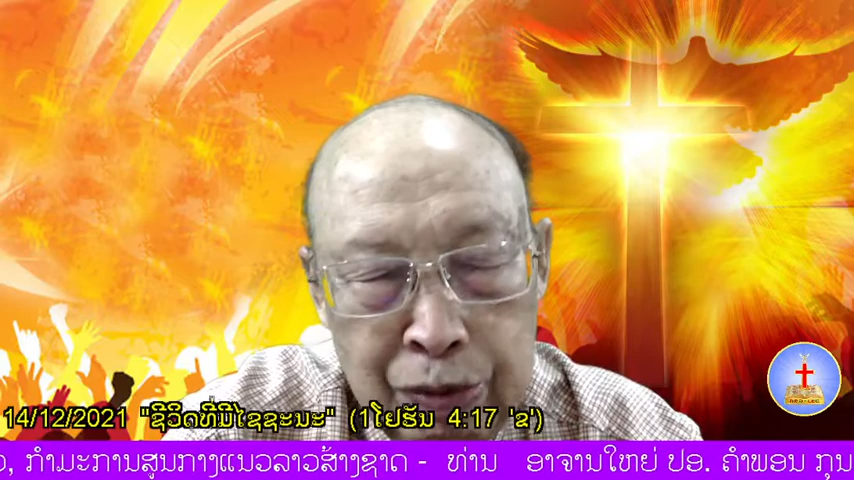 14/12/2021 "ຊີວິດທີ່ມີໄຊຊະນະ" (1ໂຢຮັນ 4:17 'ຂ')
ກຳມະການສູນກາງແນວລາວສ້າງຊາດ - ທ່ານ ອາຈານໃຫຍ່ ປອ. ຄຳພອນ ກຸນ